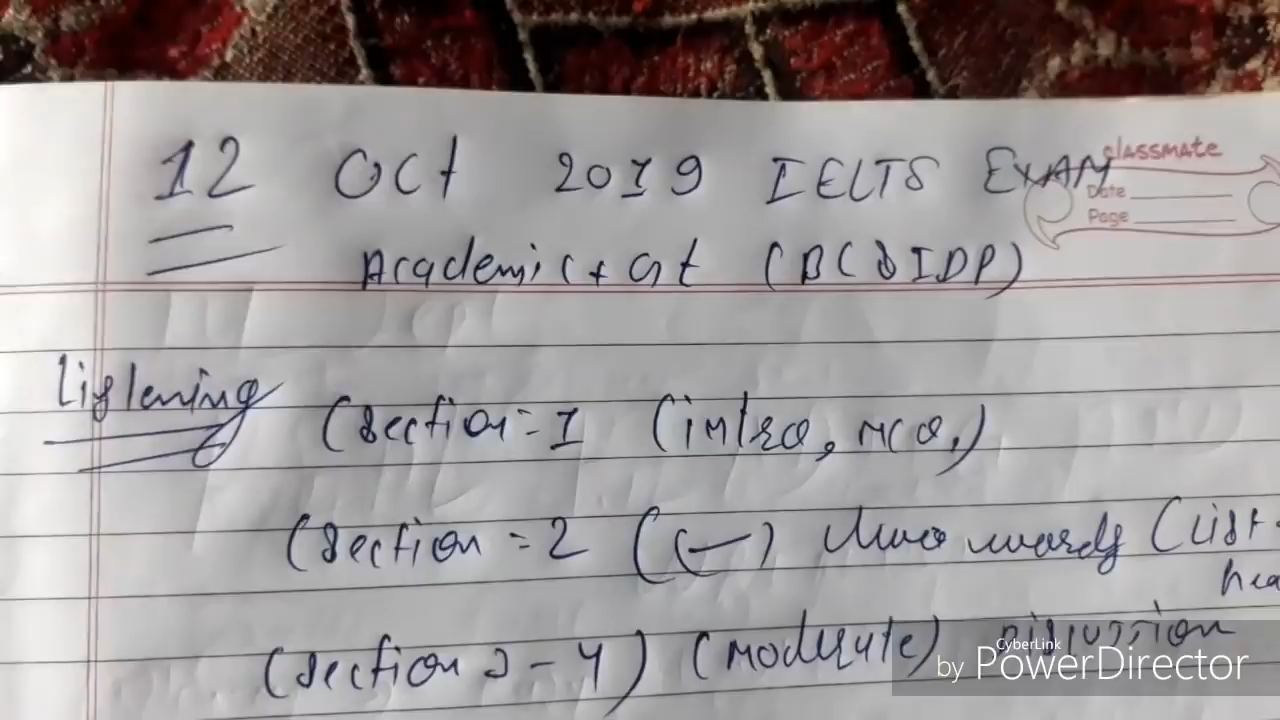 12 Oct 2019 IELTS EXAM
classmate
Date
Page
Academic + Gt (BC & IDP)
Listening
(Section = 1 (intro, MCQ,)
(Section = 2 ( (—) words (List
(Section 3 - 4) (moderate) Discussion
CyberLink
by PowerDirector